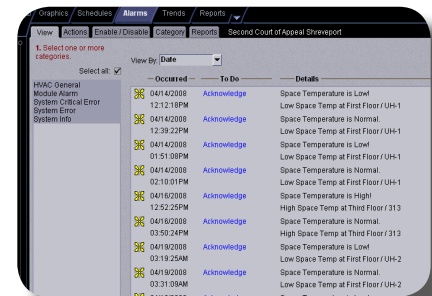 Graphics / Schedules Alarms Trends Reports
View Actions Enable / Disable Category Reports Second Court of Appeal Shreveport
1. Select one or more
categories.
Select all:
HVAC General
Module Alarm
System Critical Error
System Error
System Info
View By: Date
Occurred To Do Details
04/14/2008 Acknowledge Space Temperature is Low!
12:12:18PM Low Space Temp at First Floor / UH-1
04/14/2008 Acknowledge Space Temperature is Normal.
12:39:22PM Low Space Temp at First Floor / UH-1
04/14/2008 Acknowledge Space Temperature is Low!
01:51:08PM Low Space Temp at First Floor / UH-1
04/14/2008 Acknowledge Space Temperature is Normal.
02:10:01PM Low Space Temp at First Floor / UH-1
04/16/2008 Acknowledge Space Temperature is High!
12:52:25PM High Space Temp at Third Floor / 313
04/16/2008 Acknowledge Space Temperature is Normal.
03:50:24PM High Space Temp at Third Floor / 313
04/19/2008 Acknowledge Space Temperature is Low!
03:19:25AM Low Space Temp at First Floor / UH-2
04/19/2008 Acknowledge Space Temperature is Normal.
03:31:09AM Low Space Temp at First Floor / UH-2